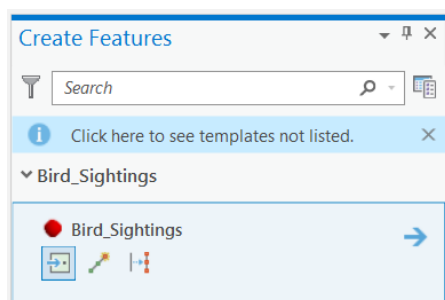 Create Features
Search
Click here to see templates not listed.
Bird_Sightings
Bird_Sightings